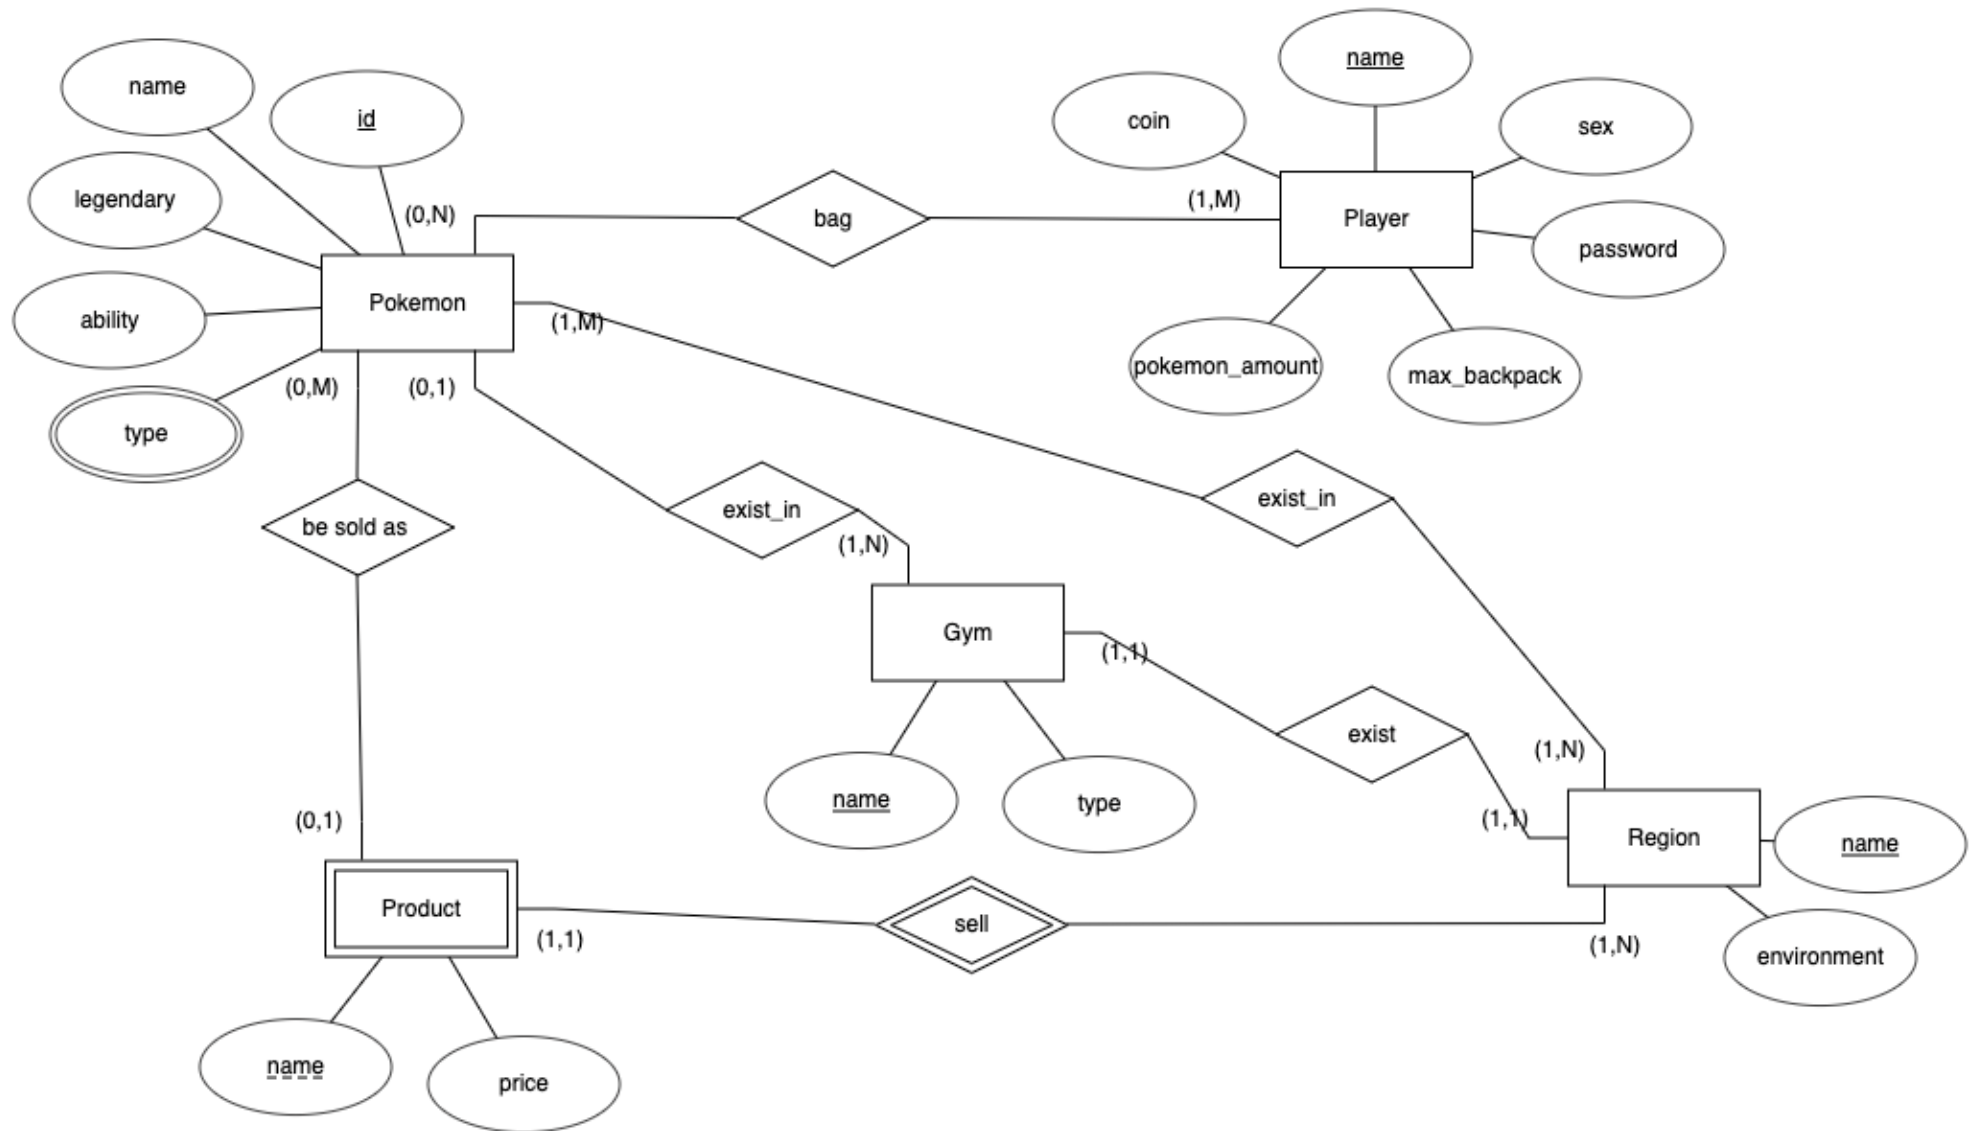 name
id
legendary
ability
type
Pokemon
(0,N)
bag
(1,M)
name
coin
sex
Player
password
pokemon_amount
max_backpack
(1,M)
(0,M)
(0,1)
be sold as
exist_in
(1,N)
exist_in
Gym
(1,1)
name
type
exist
(1,N)
(1,1)
Region
name
environment
(0,1)
Product
(1,1)
sell
(1,N)
name
price